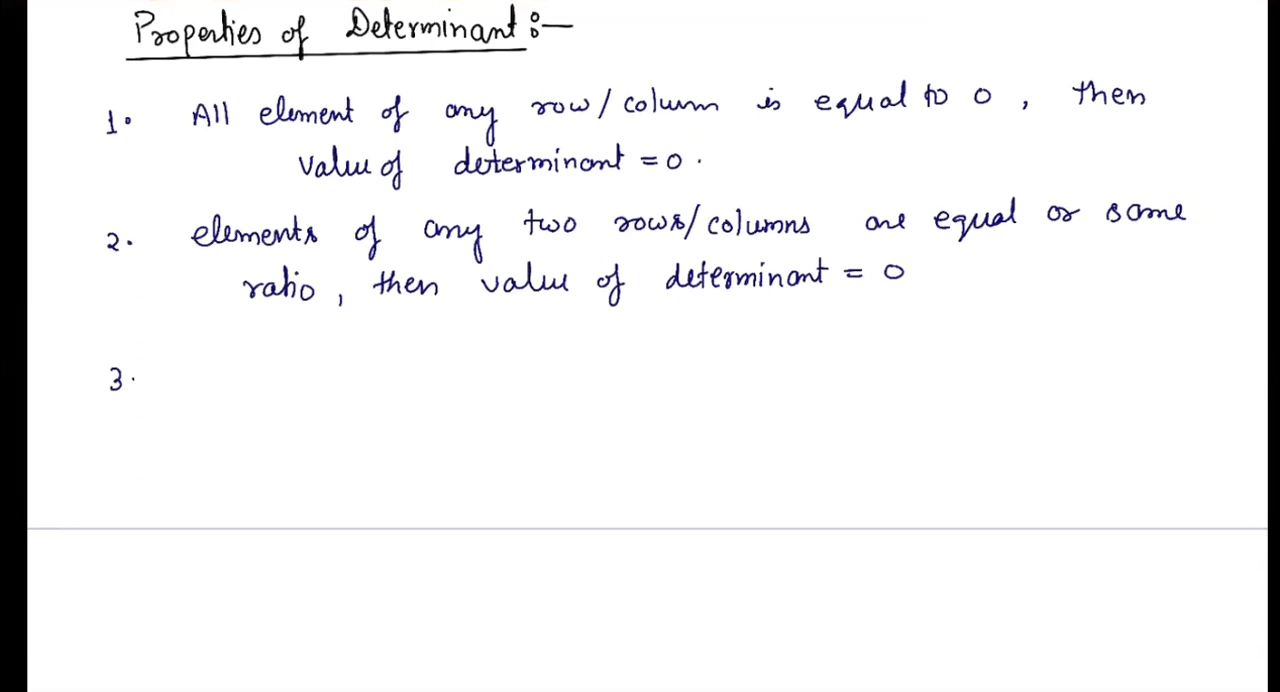 Properties of Determinant :-
1. All element of any row/column is equal to 0, then
value of determinant = 0.
2. elements of any two rows/columns are equal or same
ratio, then value of determinant = 0
3.